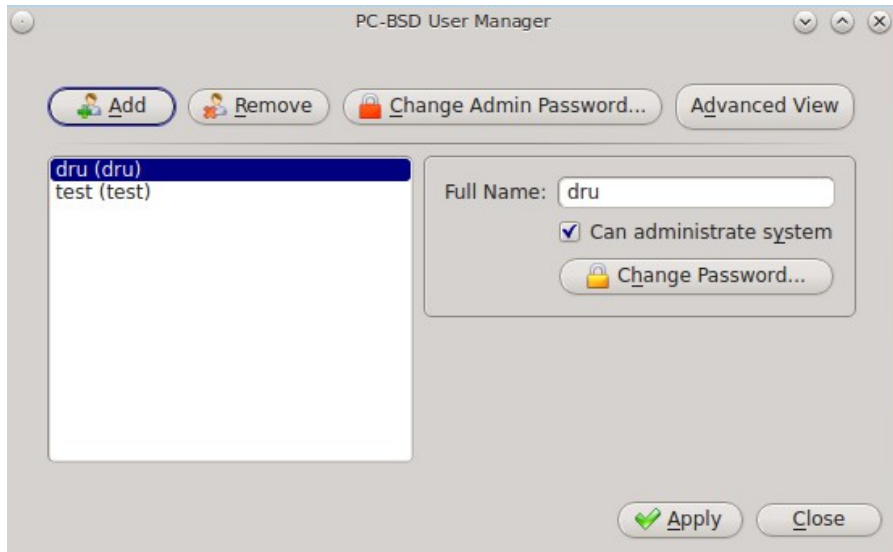 PC-BSD User Manager
Add Remove Change Admin Password... Advanced View
dru (dru)
test (test)
Full Name: dru
Can administrate system
Change Password...
Apply Close